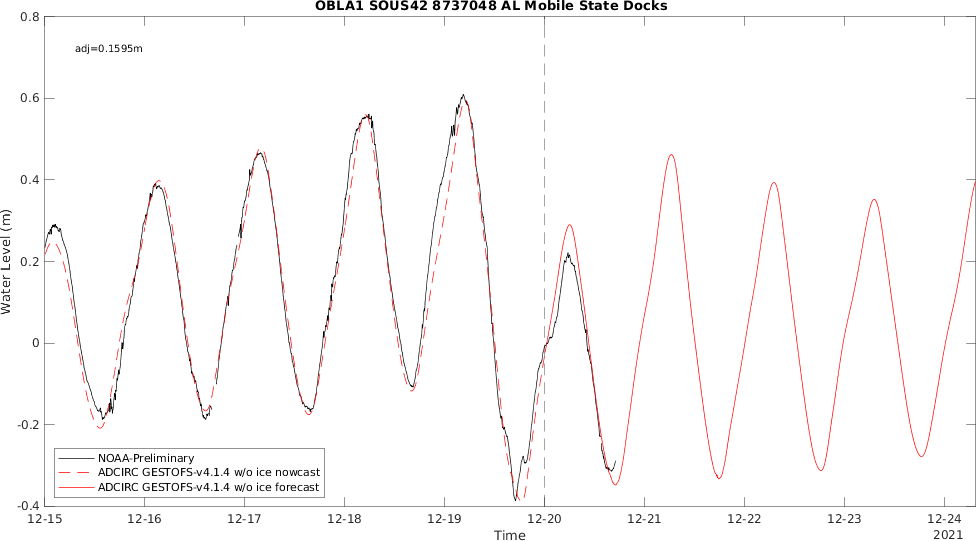 OBLA1 SOUS42 8737048 AL Mobile State Docks
adj=0.1595m
0.8
0.6
0.4
0.2
0
-0.2
-0.4
Water Level (m)
NOAA-Preliminary
ADCIRC GESTOFS-v4.1.4 w/o ice nowcast
ADCIRC GESTOFS-v4.1.4 w/o ice forecast
12-15 12-16 12-17 12-18 12-19 12-20 12-21 12-22 12-23 12-24
Time
2021